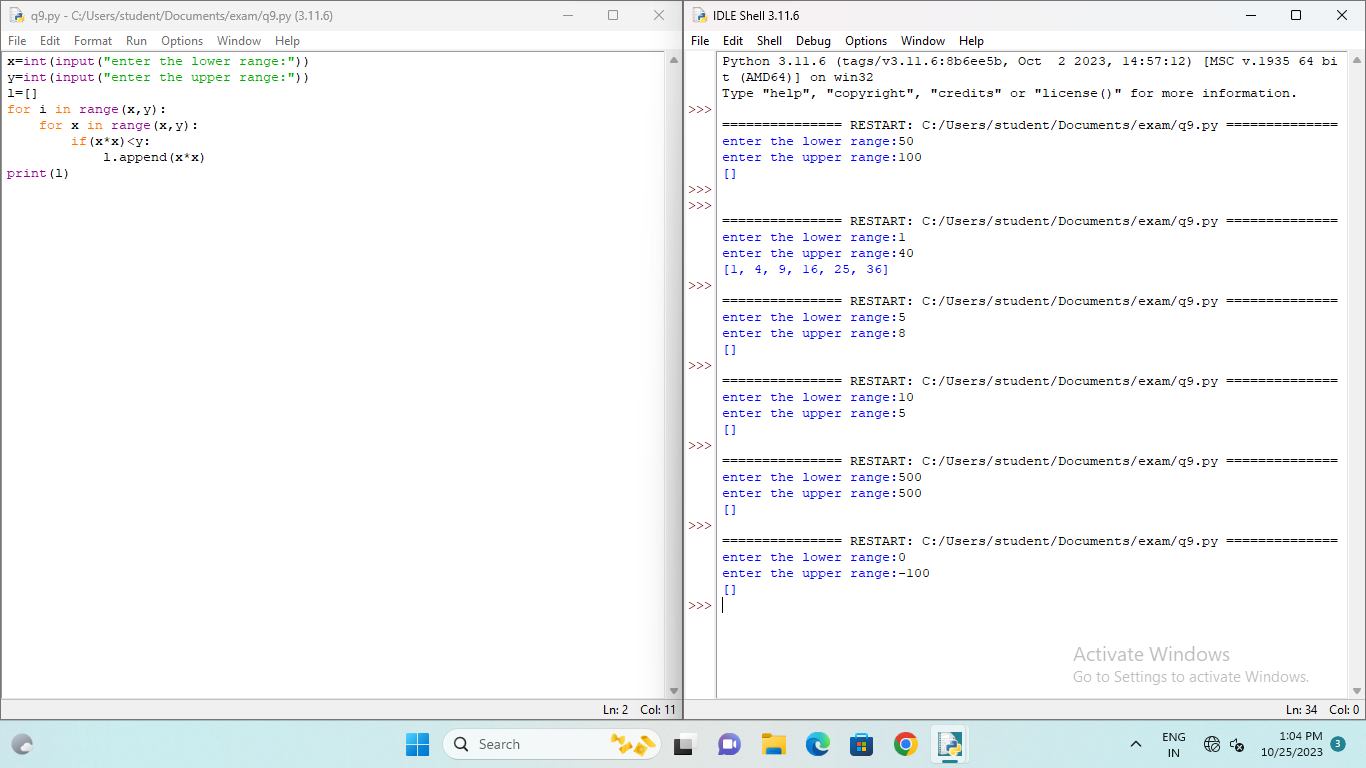 q9.py - C:/Users/student/Documents/exam/q9.py (3.11.6)
File Edit Format Run Options Window Help
x=int(input("enter the lower range:"))
y=int(input("enter the upper range:"))
l=[]
for i in range(x,y):
    for x in range(x,y):
        if(x*x)<y:
            l.append(x*x)
print(l)
Ln: 2 Col: 11
IDLE Shell 3.11.6
File Edit Shell Debug Options Window Help
Python 3.11.6 (tags/v3.11.6:8b6ee5b, Oct  2 2023, 14:57:12) [MSC v.1935 64 bi
t (AMD64)] on win32
Type "help", "copyright", "credits" or "license()" for more information.
>>>
=============== RESTART: C:/Users/student/Documents/exam/q9.py ==============
enter the lower range:50
enter the upper range:100
[]
>>>
>>>
=============== RESTART: C:/Users/student/Documents/exam/q9.py ==============
enter the lower range:1
enter the upper range:40
[1, 4, 9, 16, 25, 36]
>>>
=============== RESTART: C:/Users/student/Documents/exam/q9.py ==============
enter the lower range:5
enter the upper range:8
[]
>>>
=============== RESTART: C:/Users/student/Documents/exam/q9.py ==============
enter the lower range:10
enter the upper range:5
[]
>>>
=============== RESTART: C:/Users/student/Documents/exam/q9.py ==============
enter the lower range:500
enter the upper range:500
[]
>>>
=============== RESTART: C:/Users/student/Documents/exam/q9.py ==============
enter the lower range:0
enter the upper range:-100
[]
>>>
Activate Windows
Go to Settings to activate Windows.
Ln: 34 Col: 0
Search
ENG
IN
1:04 PM
10/25/2023
3